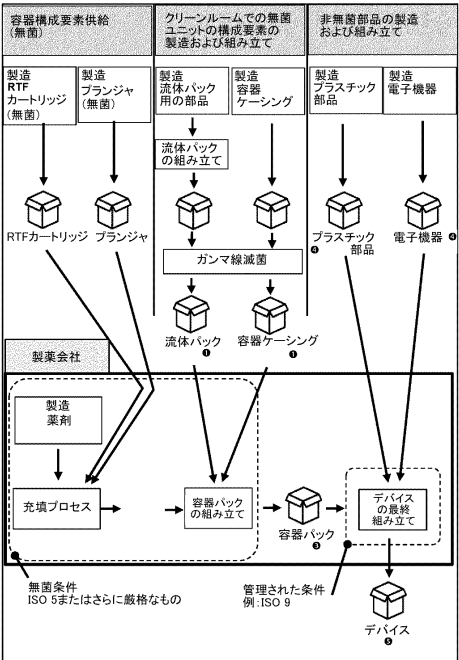 容器構成要素供給
(無菌)
クリーンルームでの無菌
ユニットの構成要素の
製造および組み立て
非無菌部品の製造
および組み立て
製造
RTF
カートリッジ
(無菌)
製造
プランジャ
(無菌)
製造
流体パック
用の部品
製造
容器
ケーシング
製造
プラスチック
部品
製造
電子機器
流体パック
の組み立て
RTFカートリッジ
プランジャ
プラスチック
❹ 部品
電子機器 ❹
ガンマ線滅菌
流体パック
❶
容器ケーシング
❶
製薬会社
製造
薬剤
充填プロセス
容器パック
の組み立て
容器パック
❸
デバイス
の最終
組み立て
無菌条件
ISO 5またはさらに厳格なもの
管理された条件
例:ISO 9
デバイス
❺